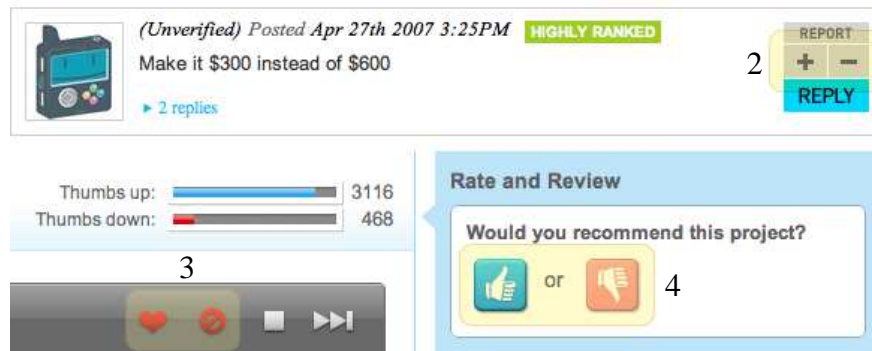 (Unverified) Posted Apr 27th 2007 3:25PM HIGHLY RANKED
Make it $300 instead of $600
▸ 2 replies
2
REPORT
+ −
REPLY
Thumbs up: 3116
Thumbs down: 468
3
Rate and Review
Would you recommend this project?
or
4